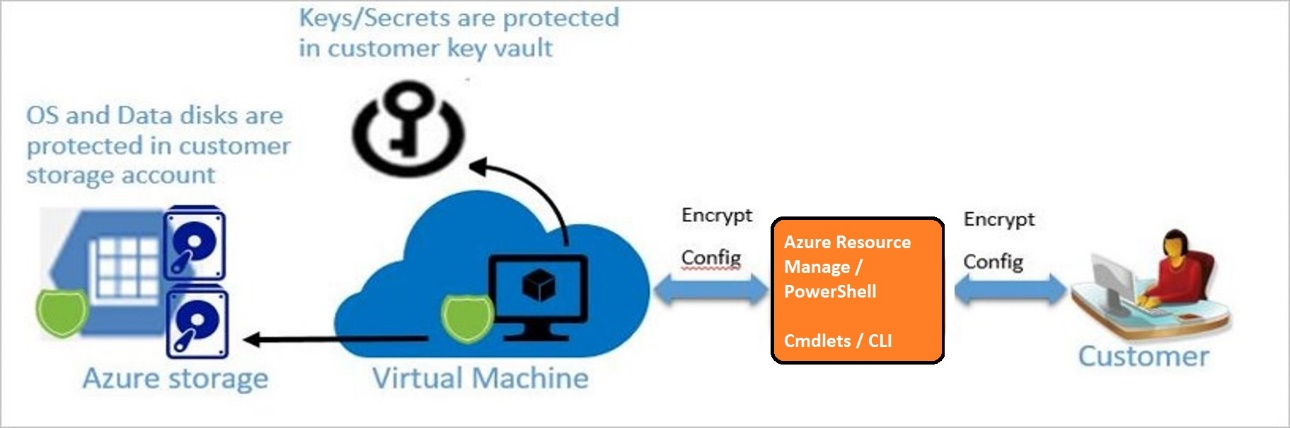 Keys/Secrets are protected
in customer key vault
OS and Data disks are
protected in customer
storage account
Encrypt
Config
Azure Resource
Manage /
PowerShell
Cmdlets / CLI
Encrypt
Config
Azure storage
Virtual Machine
Customer